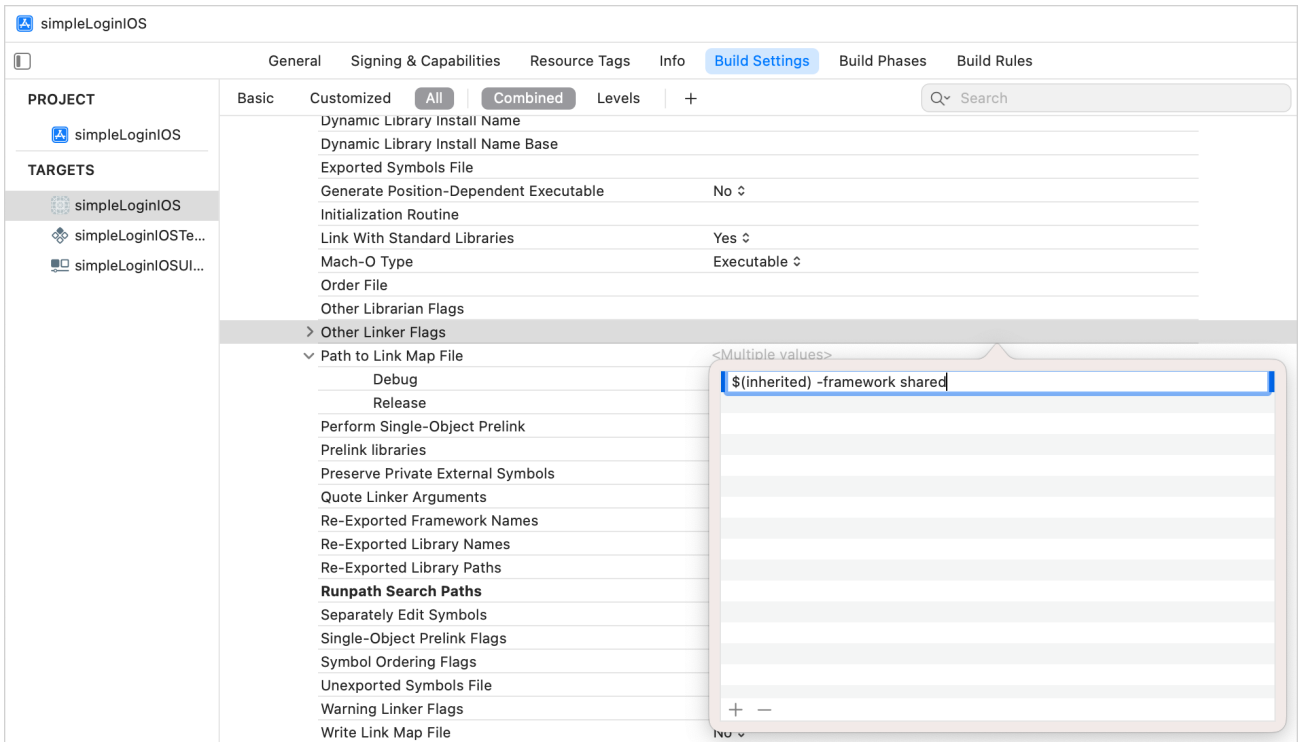 simpleLoginIOS
General Signing & Capabilities Resource Tags Info Build Settings Build Phases Build Rules
PROJECT
simpleLoginIOS
TARGETS
simpleLoginIOS
simpleLoginIOSTe...
simpleLoginIOSUI...
Basic Customized All Combined Levels + Search
Dynamic Library Install Name
Dynamic Library Install Name Base
Exported Symbols File
Generate Position-Dependent Executable No
Initialization Routine
Link With Standard Libraries Yes
Mach-O Type Executable
Order File
Other Librarian Flags
Other Linker Flags
Path to Link Map File <Multiple values>
Debug
Release
Perform Single-Object Prelink
Prelink libraries
Preserve Private External Symbols
Quote Linker Arguments
Re-Exported Framework Names
Re-Exported Library Names
Re-Exported Library Paths
Runpath Search Paths
Separately Edit Symbols
Single-Object Prelink Flags
Symbol Ordering Flags
Unexported Symbols File
Warning Linker Flags
Write Link Map File No
$(inherited) -framework shared
+ −